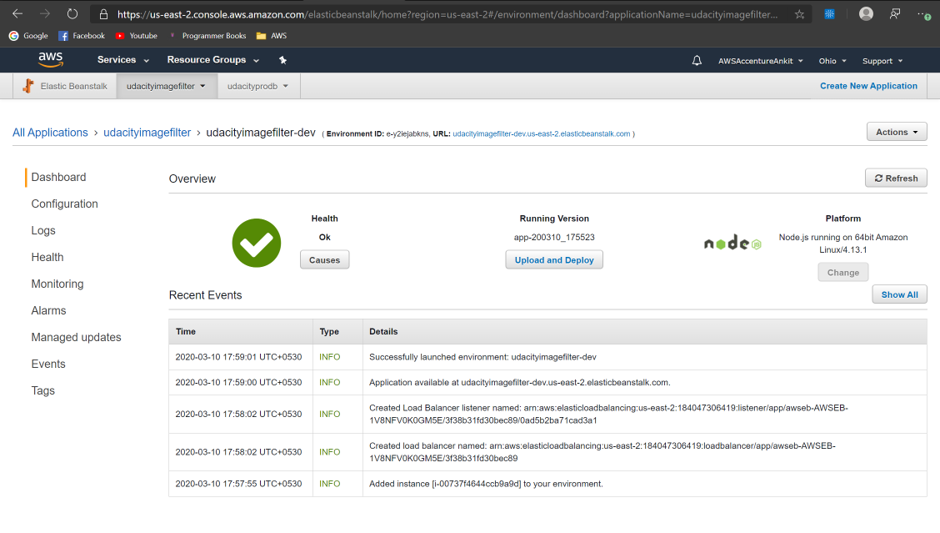 https://us-east-2.console.aws.amazon.com/elasticbeanstalk/home?region=us-east-2#/environment/dashboard?applicationName=udacityimagefilter...
Google Facebook Youtube Programmer Books AWS
aws Services Resource Groups AWSAccentureAnkit Ohio Support
Elastic Beanstalk udacityimagefilter udacityprodb Create New Application
All Applications › udacityimagefilter › udacityimagefilter-dev ( Environment ID: e-y2iejabkns, URL: udacityimagefilter-dev.us-east-2.elasticbeanstalk.com )
Actions
Dashboard
Configuration
Logs
Health
Monitoring
Alarms
Managed updates
Events
Tags
Overview
Refresh
Health
Ok
Causes
Running Version
app-200310_175523
Upload and Deploy
node JS
Platform
Node.js running on 64bit Amazon
Linux/4.13.1
Change
Recent Events
Show All
Time Type Details
2020-03-10 17:59:01 UTC+0530 INFO Successfully launched environment: udacityimagefilter-dev
2020-03-10 17:59:00 UTC+0530 INFO Application available at udacityimagefilter-dev.us-east-2.elasticbeanstalk.com.
2020-03-10 17:58:02 UTC+0530 INFO Created Load Balancer listener named: arn:aws:elasticloadbalancing:us-east-2:184047306419:listener/app/awseb-AWSEB-
1V8NFV0K0GM5E/3f38b31fd30bec89/0ad5b2ba71cad3a1
2020-03-10 17:58:02 UTC+0530 INFO Created load balancer named: arn:aws:elasticloadbalancing:us-east-2:184047306419:loadbalancer/app/awseb-AWSEB-
1V8NFV0K0GM5E/3f38b31fd30bec89
2020-03-10 17:57:55 UTC+0530 INFO Added instance [i-00737f4644ccb9a9d] to your environment.